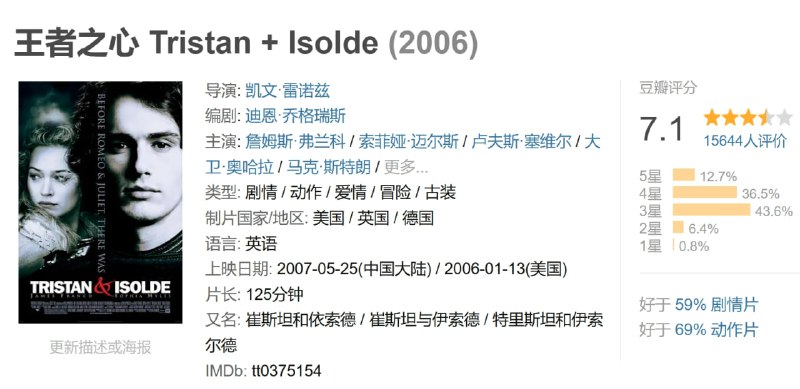 王者之心 Tristan + Isolde (2006)
BEFORE ROMEO & JULIET, THERE WAS
TRISTAN & ISOLDE
JAMES FRANCO SOPHIA MYLES
更新描述或海报
导演: 凯文·雷诺兹
编剧: 迪恩·乔格瑞斯
主演: 詹姆斯·弗兰科 / 索菲娅·迈尔斯 / 卢夫斯·塞维尔 / 大
卫·奥哈拉 / 马克·斯特朗 / 更多...
类型: 剧情 / 动作 / 爱情 / 冒险 / 古装
制片国家/地区: 美国 / 英国 / 德国
语言: 英语
上映日期: 2007-05-25(中国大陆) / 2006-01-13(美国)
片长: 125分钟
又名: 崔斯坦和依索德 / 崔斯坦与伊索德 / 特里斯坦和伊索
尔德
IMDb: tt0375154
豆瓣评分
7.1
15644人评价
5星 12.7%
4星 36.5%
3星 43.6%
2星 6.4%
1星 0.8%
好于 59% 剧情片
好于 69% 动作片